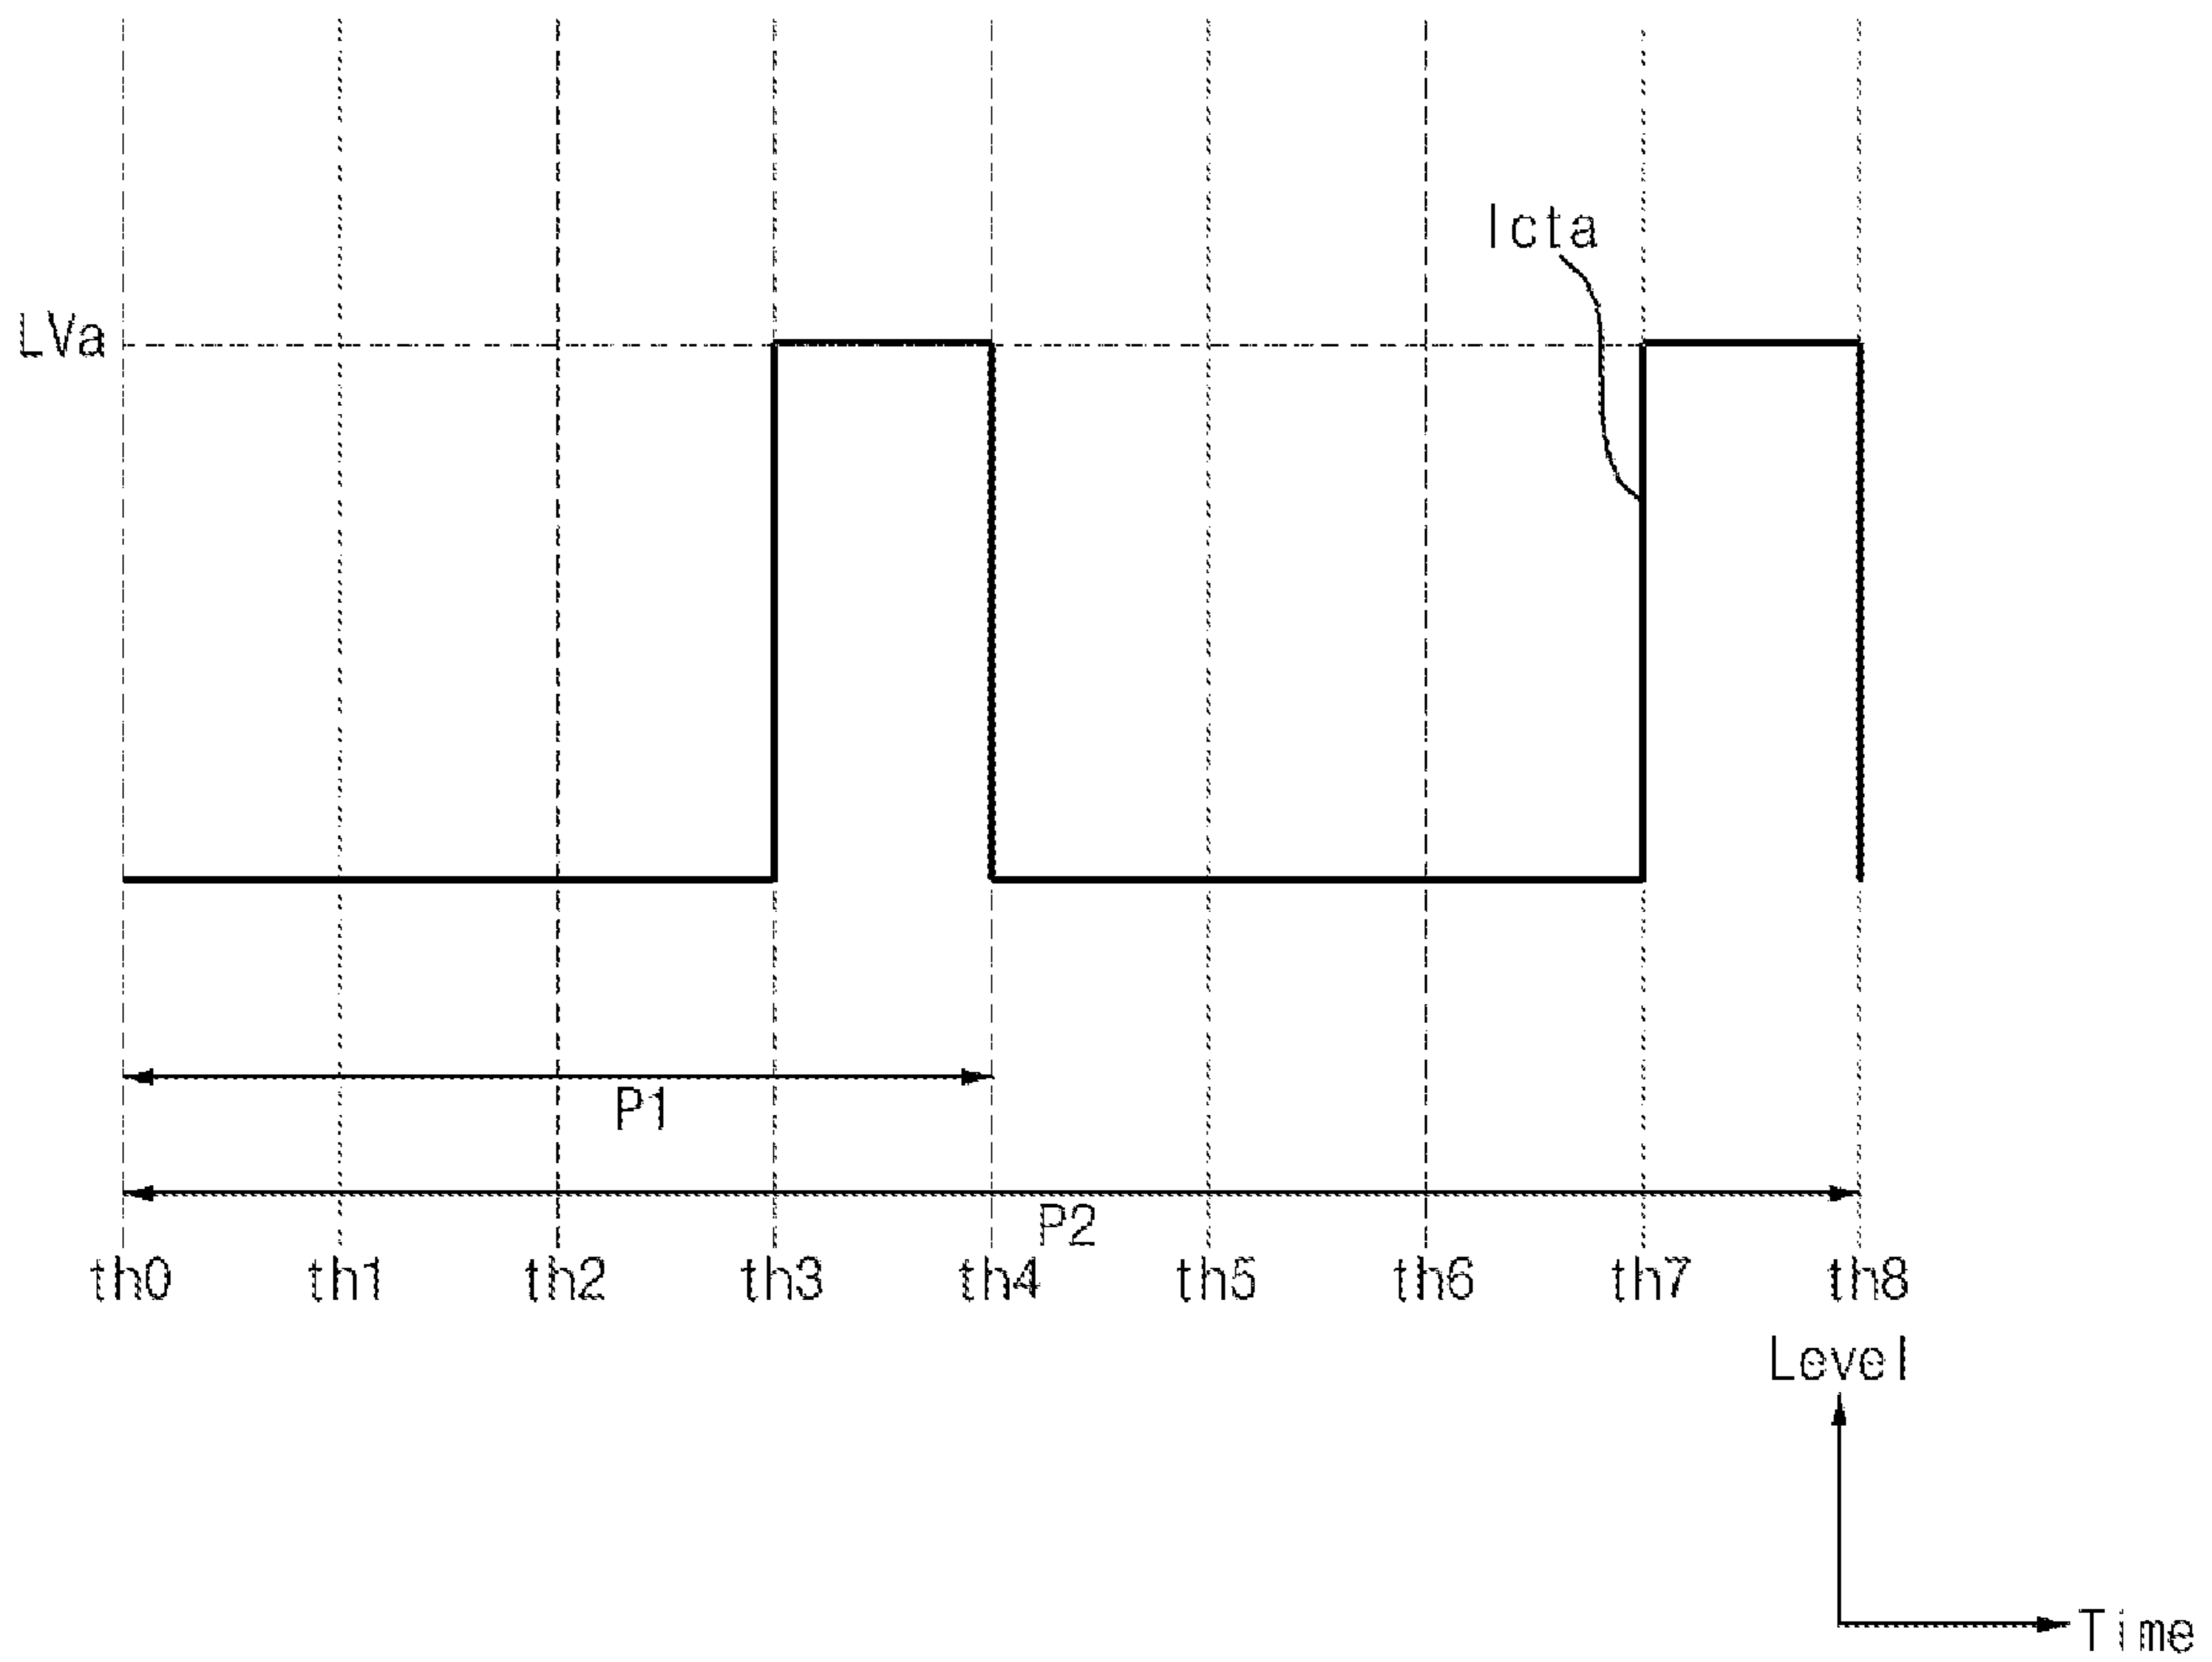 Icta
LVa
P1
P2
th0 th1 th2 th3 th4 th5 th6 th7 th8
Level
Time